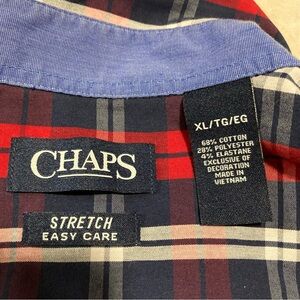 CHAPS
STRETCH
EASY CARE
XL/TG/EG
68% COTTON
28% POLYESTER
4% ELASTANE
EXCLUSIVE OF
DECORATION
MADE IN
VIETNAM